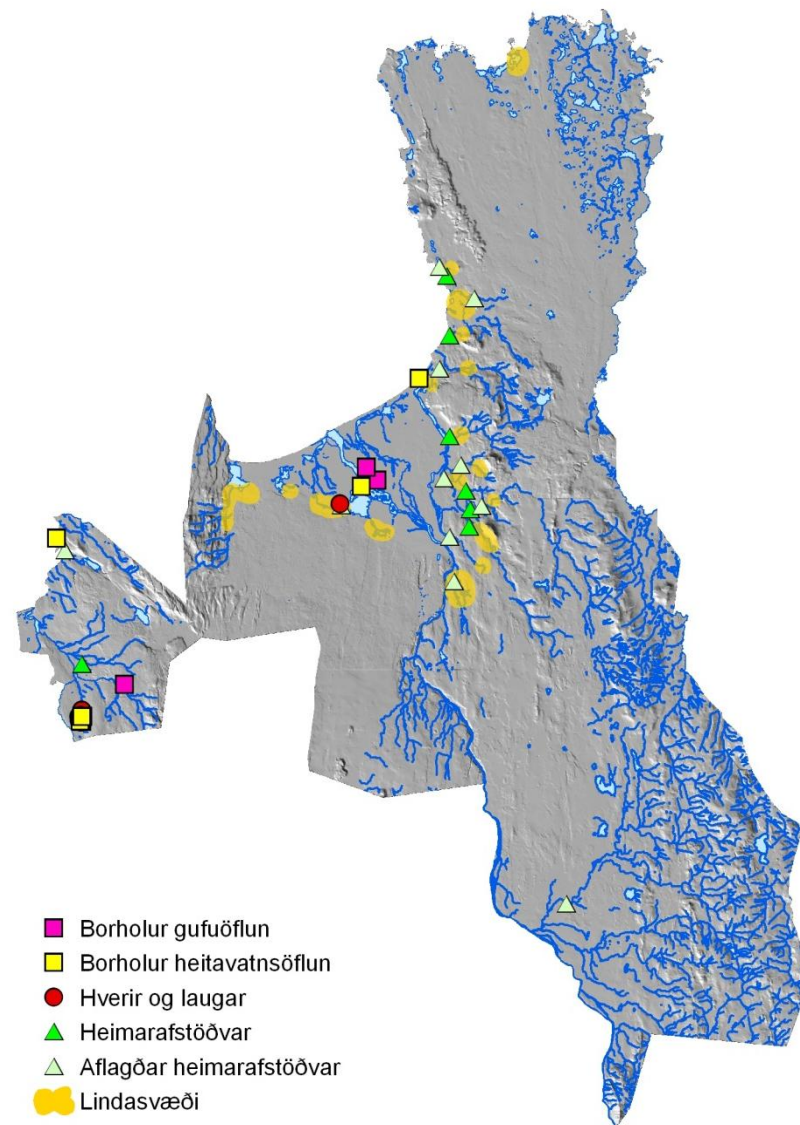 Borholur gufuöflun
Borholur heitavatnsöflun
Hverir og laugar
Heimarafstöðvar
Aflagðar heimarafstöðvar
Lindasvæði